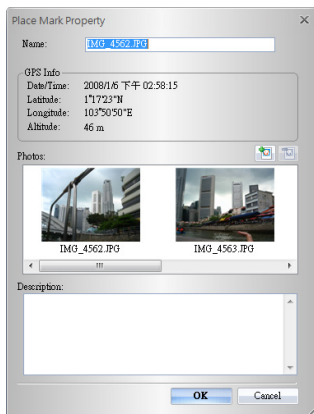 Place Mark Property
Name: IMG_4562.JPG
GPS Info
Date/Time: 2008/1/6 下午 02:58:15
Latitude: 1°17'23"N
Longitude: 103°50'50"E
Altitude: 46 m
Photos:
IMG_4562.JPG IMG_4563.JPG
Description:
OK Cancel